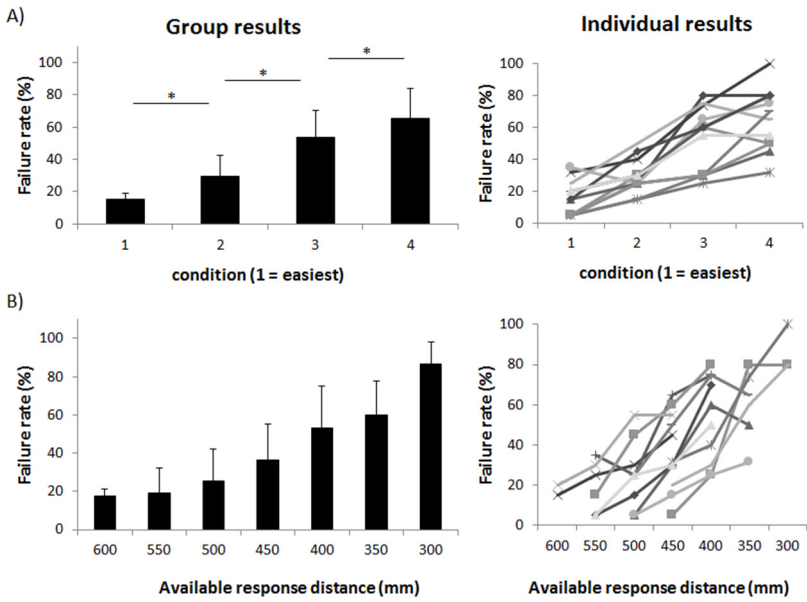 A)
Group results
Individual results
Failure rate (%)
100
80
60
40
20
0
*
*
*
1 2 3 4
condition (1 = easiest)
Failure rate (%)
100
80
60
40
20
0
1 2 3 4
condition (1 = easiest)
B)
Failure rate (%)
100
80
60
40
20
0
600 550 500 450 400 350 300
Available response distance (mm)
Failure rate (%)
100
80
60
40
20
0
600 550 500 450 400 350 300
Available response distance (mm)